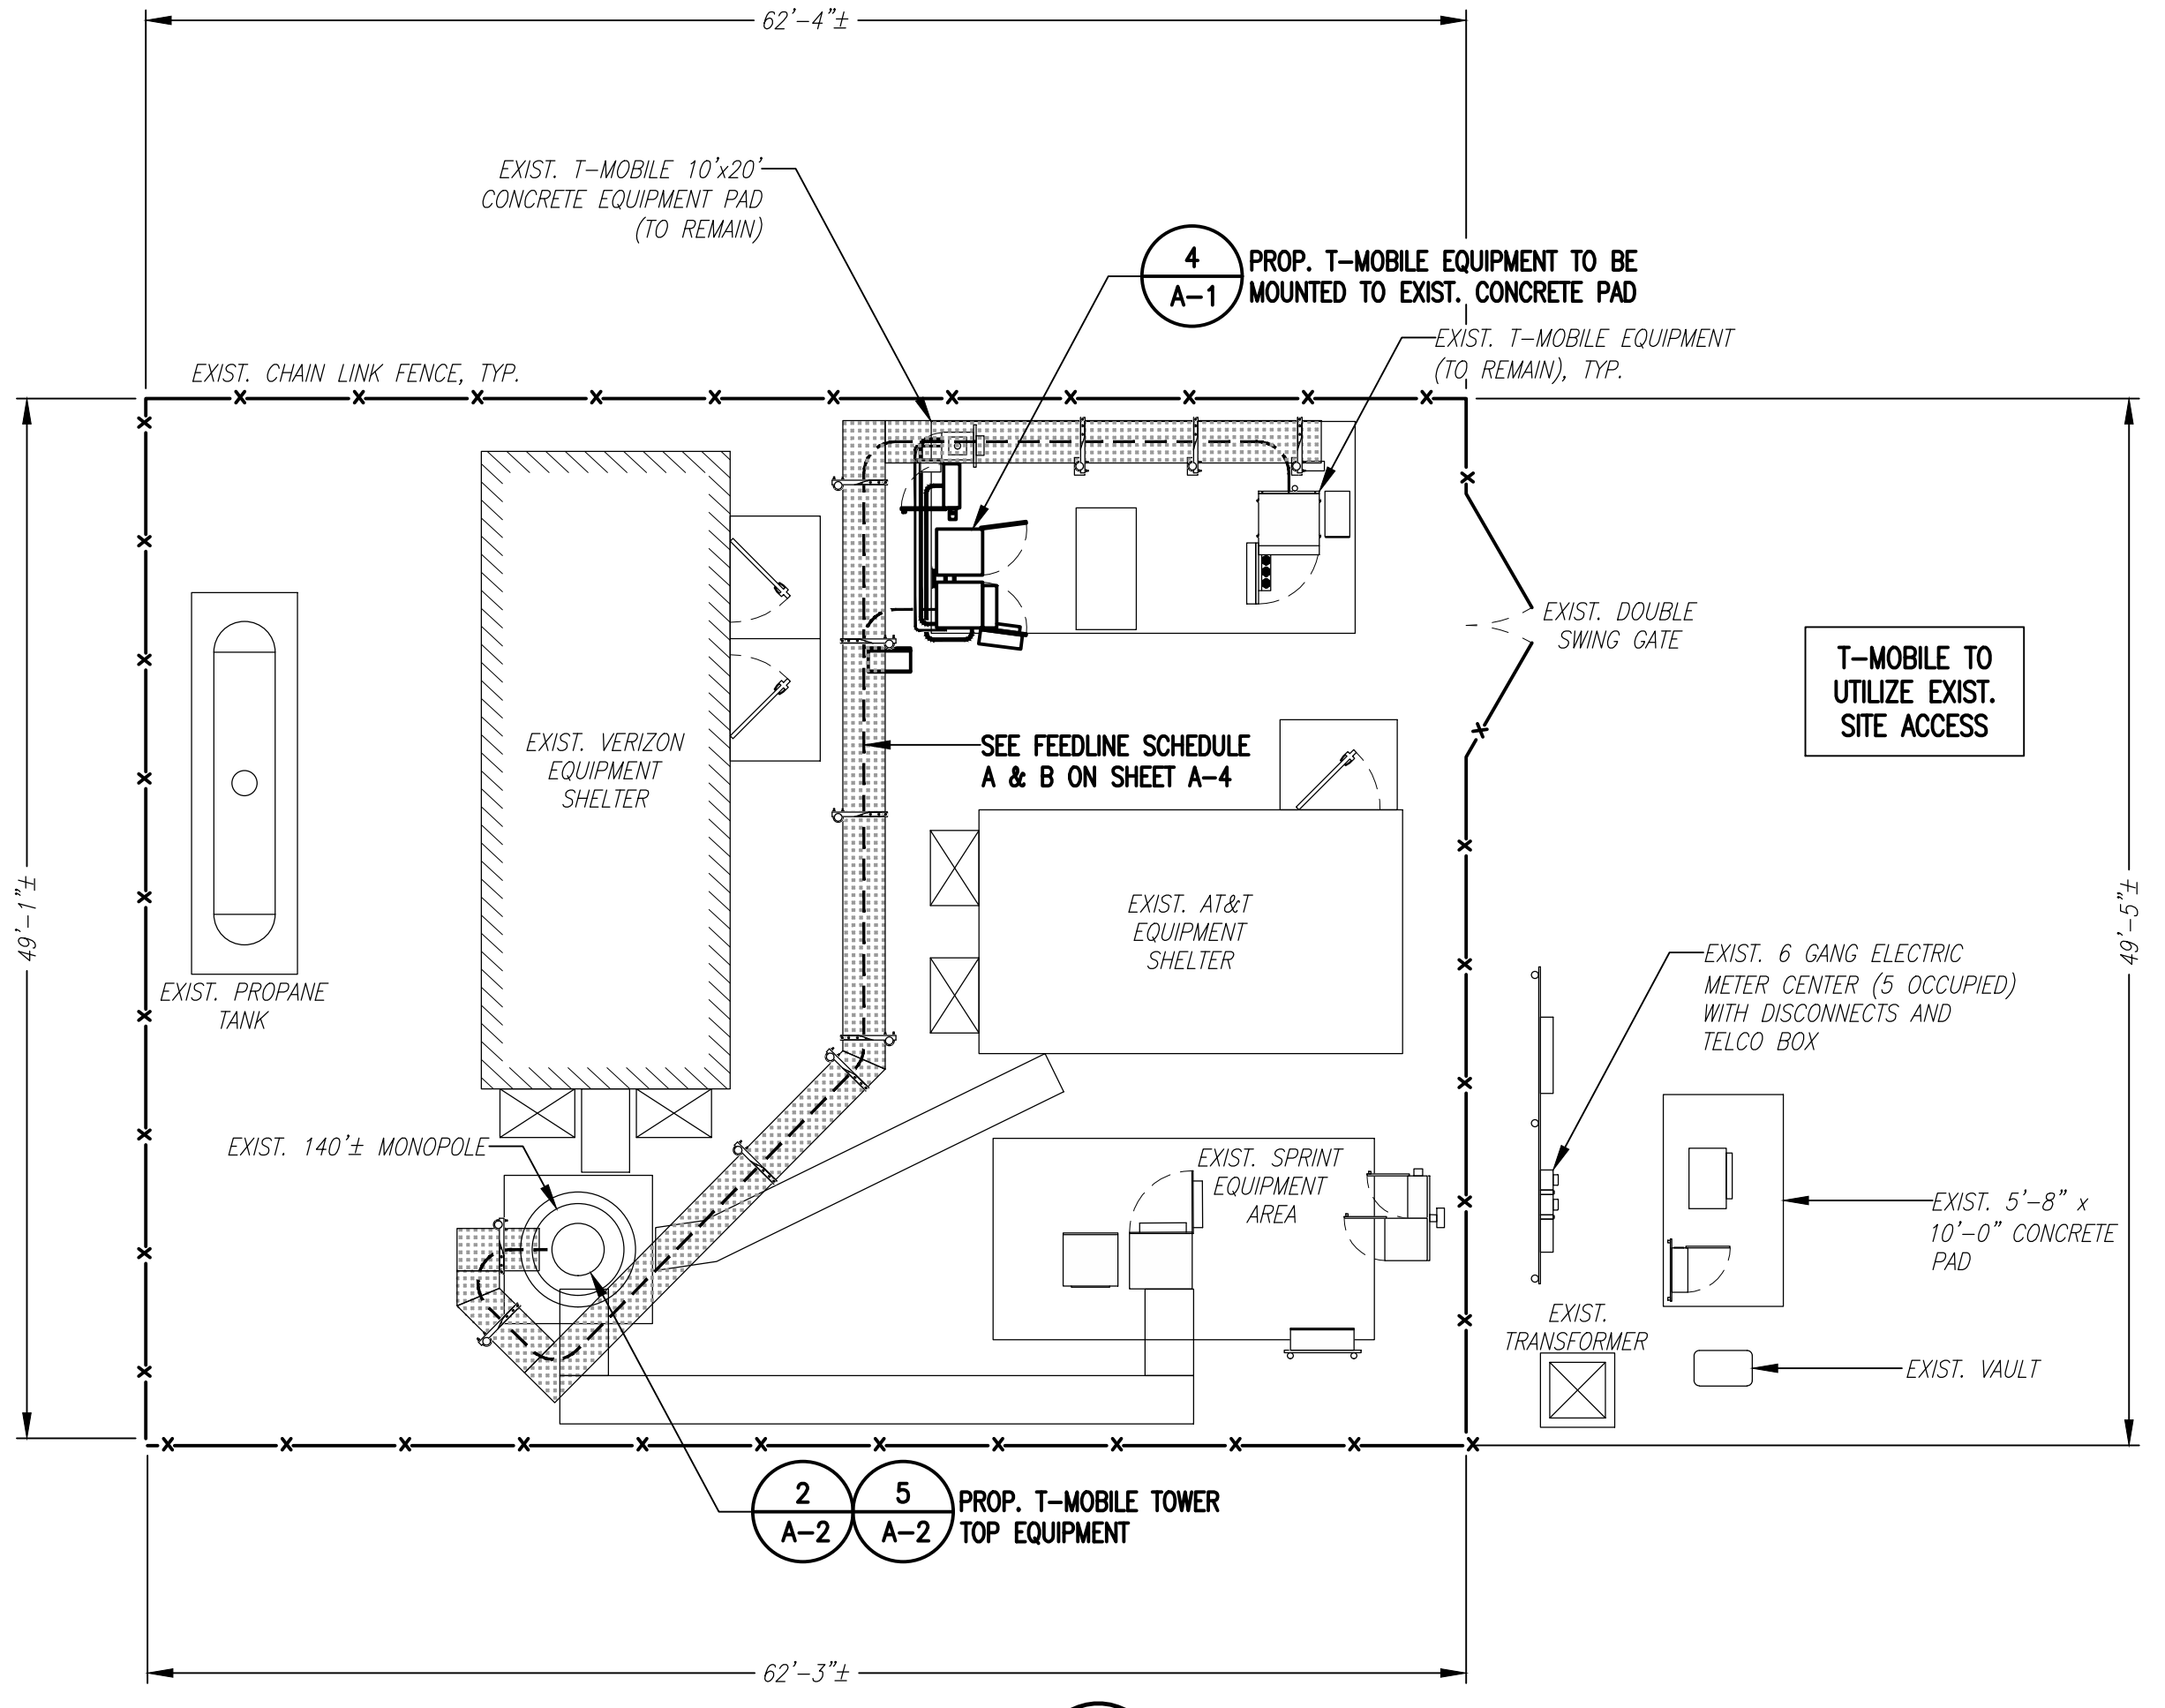 62'-4"±
EXIST. T-MOBILE 10'x20'
CONCRETE EQUIPMENT PAD
(TO REMAIN)
4
A-1
PROP. T-MOBILE EQUIPMENT TO BE
MOUNTED TO EXIST. CONCRETE PAD
EXIST. T-MOBILE EQUIPMENT
(TO REMAIN), TYP.
EXIST. CHAIN LINK FENCE, TYP.
EXIST. DOUBLE
SWING GATE
T-MOBILE TO
UTILIZE EXIST.
SITE ACCESS
EXIST. VERIZON
EQUIPMENT
SHELTER
SEE FEEDLINE SCHEDULE
A & B ON SHEET A-4
49'-1"±
EXIST. AT&T
EQUIPMENT
SHELTER
49'-5"±
EXIST. 6 GANG ELECTRIC
METER CENTER (5 OCCUPIED)
WITH DISCONNECTS AND
TELCO BOX
EXIST. PROPANE
TANK
EXIST. 140'± MONOPOLE
EXIST. SPRINT
EQUIPMENT
AREA
EXIST. 5'-8" x
10'-0" CONCRETE
PAD
EXIST.
TRANSFORMER
EXIST. VAULT
2
A-2
5
A-2
PROP. T-MOBILE TOWER
TOP EQUIPMENT
62'-3"±